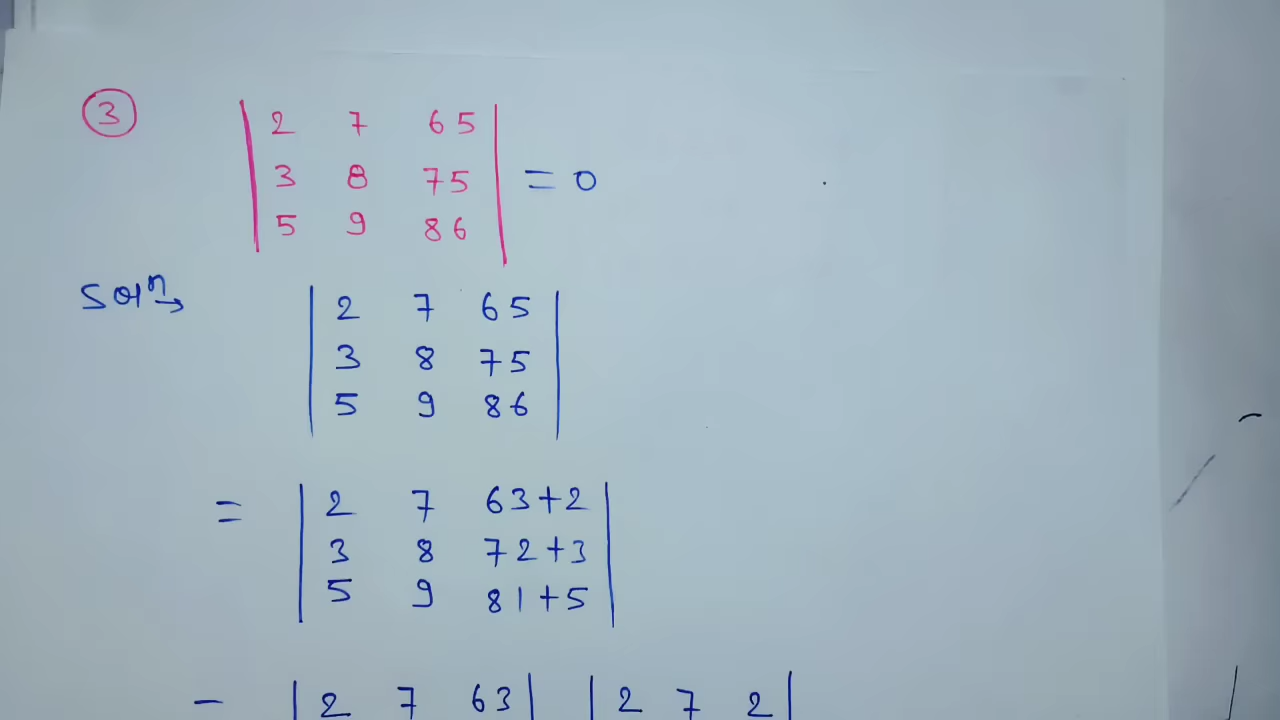 ③
| 2 7 65 |
| 3 8 75 | = 0
| 5 9 86 |
Solⁿ→
| 2 7 65 |
| 3 8 75 |
| 5 9 86 |
= | 2 7 63+2 |
| 3 8 72+3 |
| 5 9 81+5 |
| 2 7 63 | | 2 7 2 |